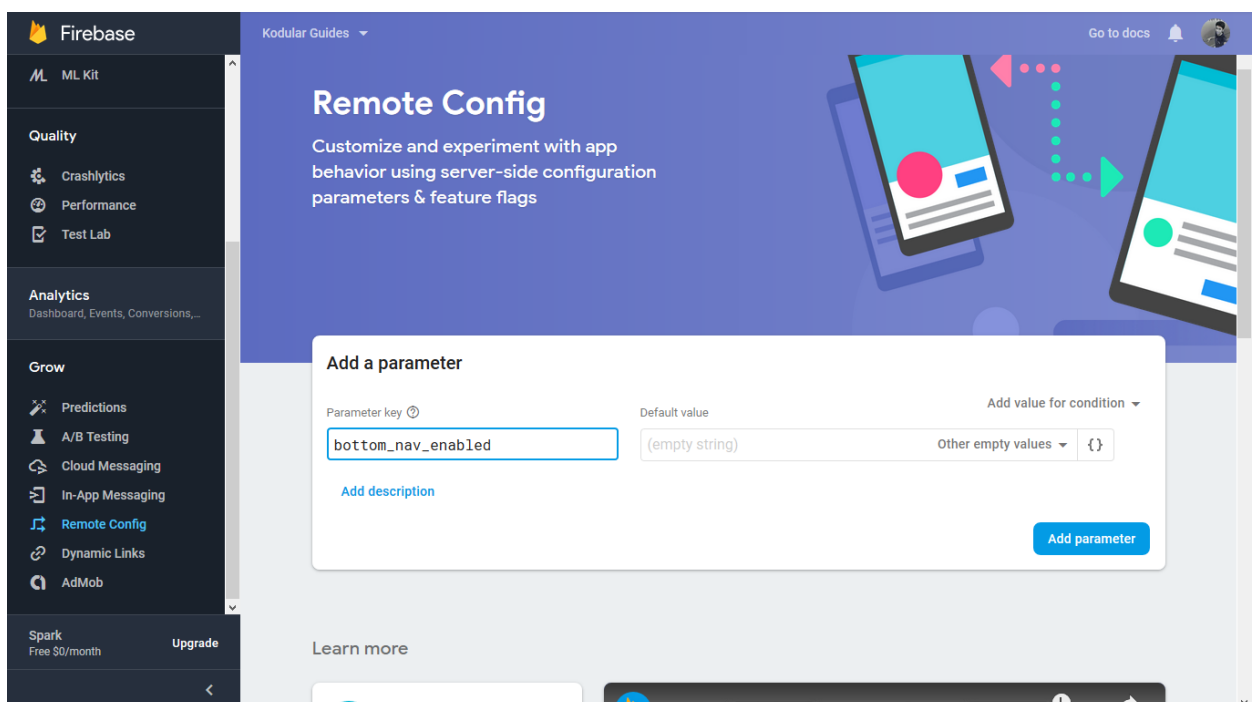 Firebase
Kodular Guides
Go to docs
ML Kit
Quality
Crashlytics
Performance
Test Lab
Analytics
Dashboard, Events, Conversions,...
Grow
Predictions
A/B Testing
Cloud Messaging
In-App Messaging
Remote Config
Dynamic Links
AdMob
Spark
Free $0/month
Upgrade
Remote Config
Customize and experiment with app
behavior using server-side configuration
parameters & feature flags
Add a parameter
Add value for condition
Parameter key
Default value
bottom_nav_enabled
(empty string)
Other empty values
{}
Add description
Add parameter
Learn more